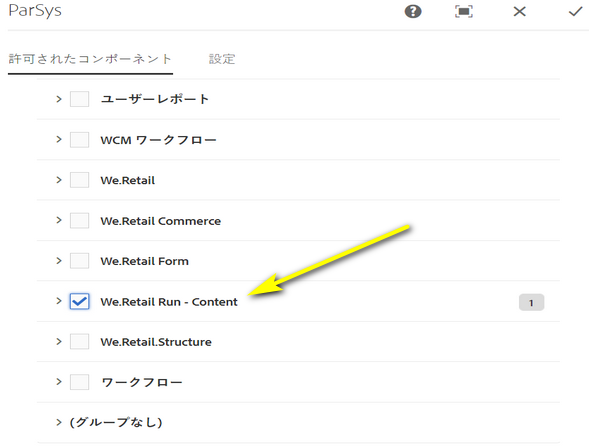 ParSys
許可されたコンポーネント 設定
ユーザーレポート
WCM ワークフロー
We.Retail
We.Retail Commerce
We.Retail Form
We.Retail Run - Content 1
We.Retail.Structure
ワークフロー
(グループなし)